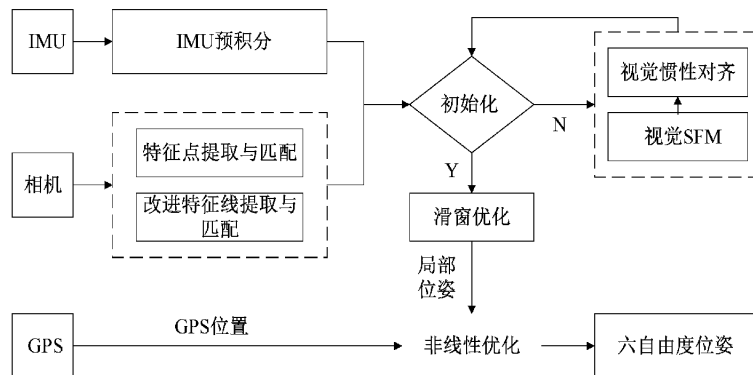 IMU
IMU预积分
初始化
视觉惯性对齐
视觉SFM
N
Y
相机
特征点提取与匹配
改进特征线提取与
匹配
滑窗优化
局部
位姿
GPS
GPS位置
非线性优化
六自由度位姿